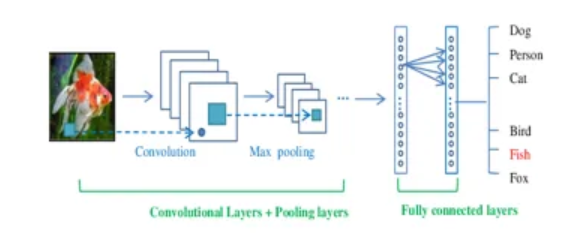 Dog
Person
Cat
Bird
Fish
Fox
Convolution
Max pooling
...
Convolutional Layers + Pooling layers
Fully connected layers